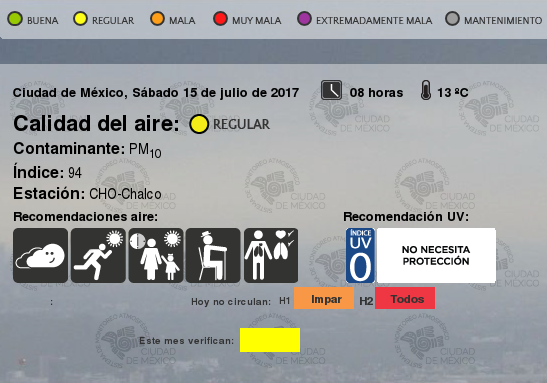 BUENA REGULAR MALA MUY MALA EXTREMADAMENTE MALA MANTENIMIENTO
Ciudad de México, Sábado 15 de julio de 2017 08 horas 13 ºC
Calidad del aire: REGULAR
Contaminante: PM10
Índice: 94
Estación: CHO-Chalco
Recomendaciones aire: Recomendación UV:
ÍNDICE UV 0 NO NECESITA PROTECCIÓN
: Hoy no circulan: H1 Impar H2 Todos
Este mes verifican: